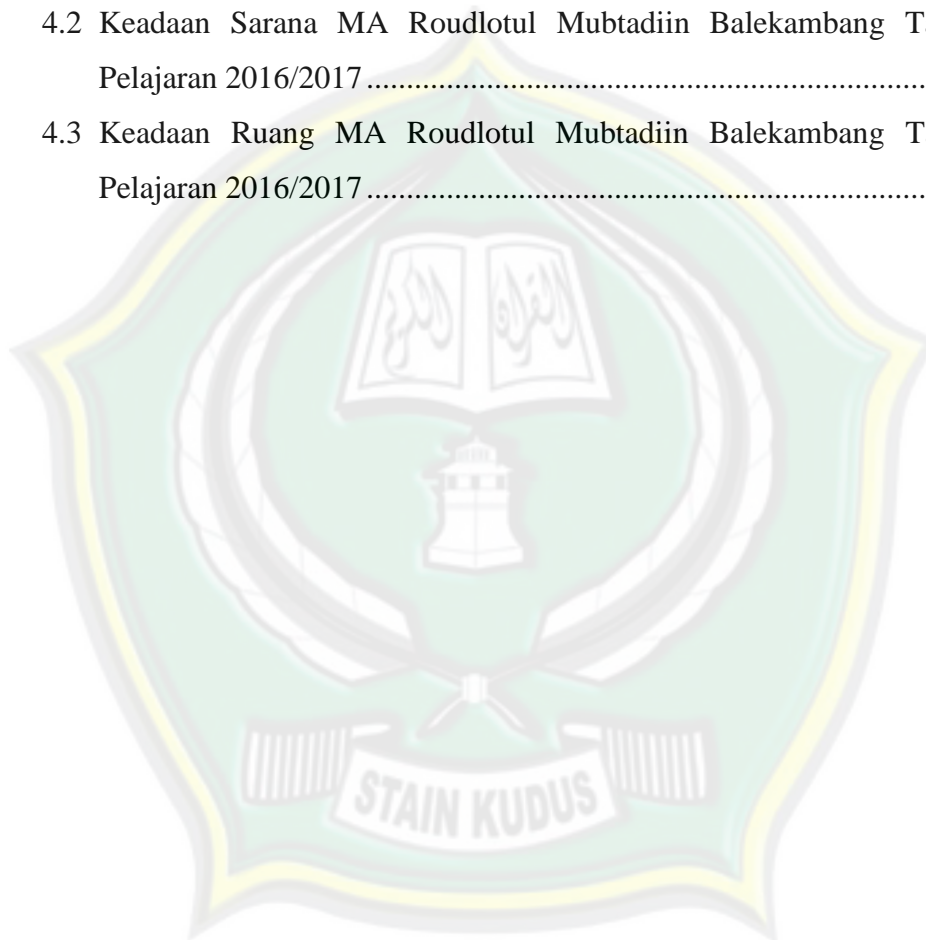 4.2 Keadaan Sarana MA Roudlotul Mubtadiin Balekambang T
Pelajaran 2016/2017 ....................................................................
4.3 Keadaan Ruang MA Roudlotul Mubtadiin Balekambang T
Pelajaran 2016/2017 ....................................................................
STAIN KUDUS